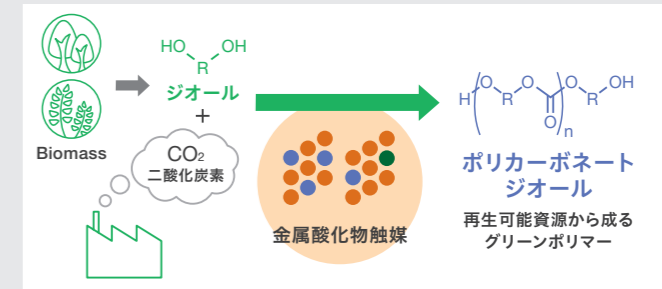 Biomass
HO OH
R
ジオール
+
CO₂
二酸化炭素
金属酸化物触媒
H O R O O O R OH
O n
ポリカーボネート
ジオール
再生可能資源から成る
グリーンポリマー